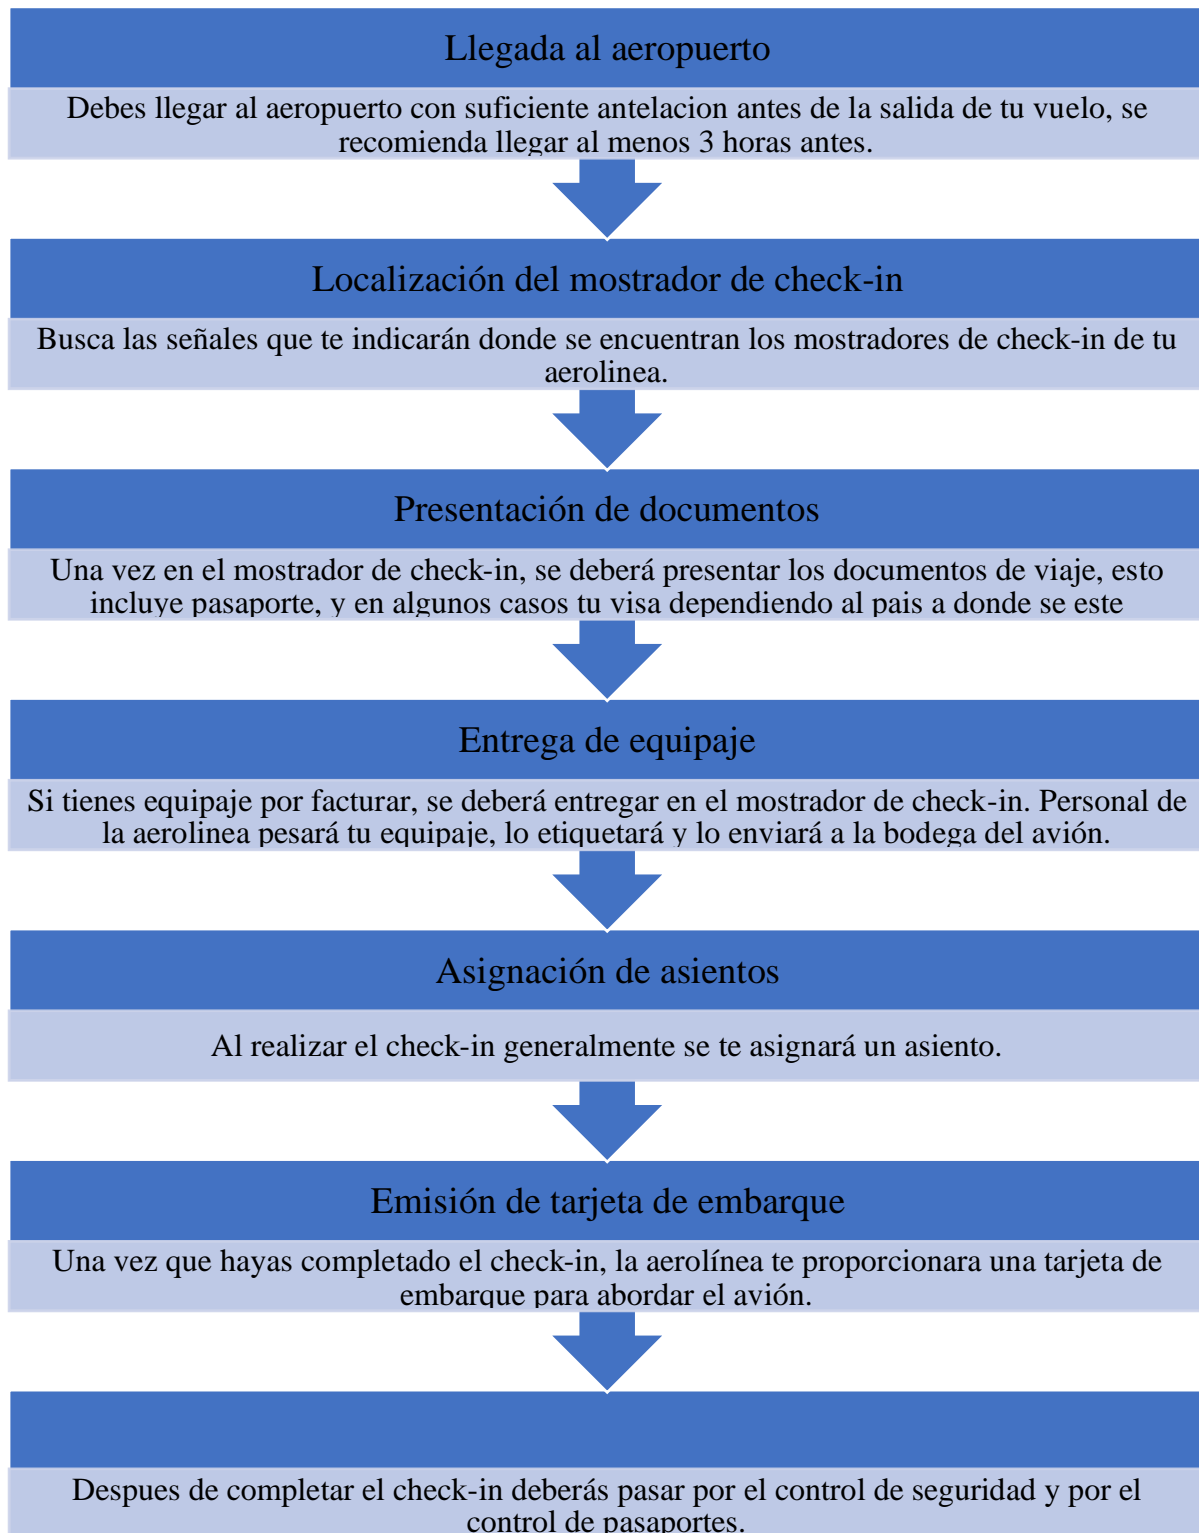 Llegada al aeropuerto
Debes llegar al aeropuerto con suficiente antelacion antes de la salida de tu vuelo, se
recomienda llegar al menos 3 horas antes.
Localización del mostrador de check-in
Busca las señales que te indicarán donde se encuentran los mostradores de check-in de tu
aerolinea.
Presentación de documentos
Una vez en el mostrador de check-in, se deberá presentar los documentos de viaje, esto
incluye pasaporte, y en algunos casos tu visa dependiendo al pais a donde se este
Entrega de equipaje
Si tienes equipaje por facturar, se deberá entregar en el mostrador de check-in. Personal de
la aerolinea pesará tu equipaje, lo etiquetará y lo enviará a la bodega del avión.
Asignación de asientos
Al realizar el check-in generalmente se te asignará un asiento.
Emisión de tarjeta de embarque
Una vez que hayas completado el check-in, la aerolínea te proporcionara una tarjeta de
embarque para abordar el avión.
Despues de completar el check-in deberás pasar por el control de seguridad y por el
control de pasaportes.